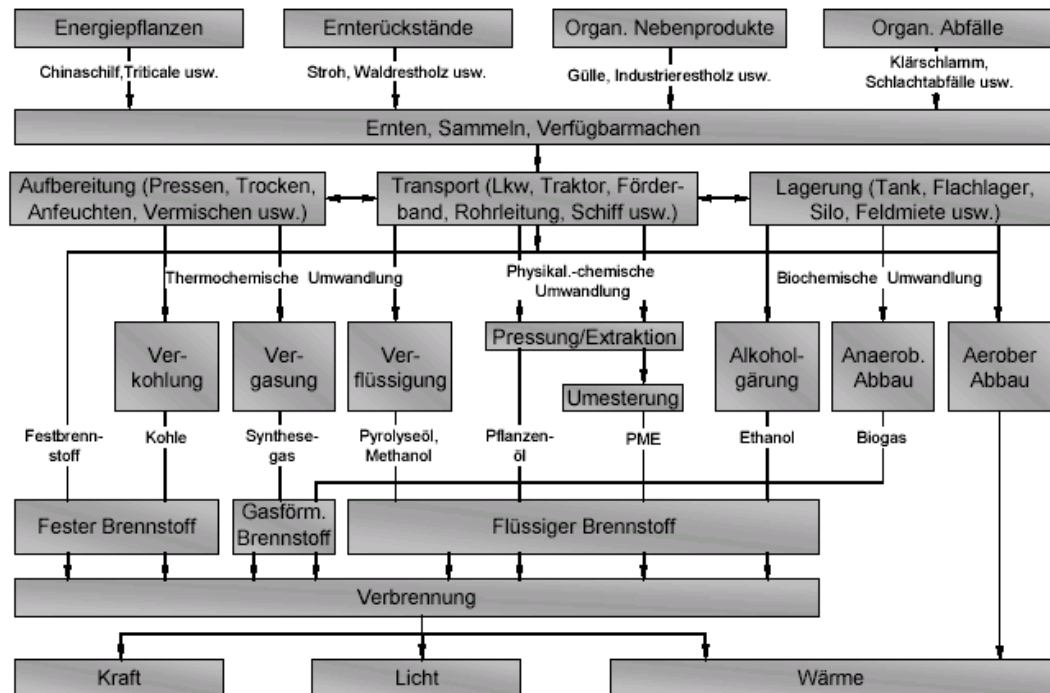 Energiepflanzen
Ernterückstände
Organ. Nebenprodukte
Organ. Abfälle
Chinaschilf,Triticale usw.
Stroh, Waldrestholz usw.
Gülle, Industrierestholz usw.
Klärschlamm,
Schlachtabfälle usw.
Ernten, Sammeln, Verfügbarmachen
Aufbereitung (Pressen, Trocken,
Anfeuchten, Vermischen usw.)
Transport (Lkw, Traktor, Förder-
band, Rohrleitung, Schiff usw.)
Lagerung (Tank, Flachlager,
Silo, Feldmiete usw.)
Thermochemische Umwandlung
Physikal.-chemische
Umwandlung
Biochemische Umwandlung
Ver-
kohlung
Ver-
gasung
Ver-
flüssigung
Pressung/Extraktion
Umesterung
Alkohol-
gärung
Anaerob.
Abbau
Aerober
Abbau
Festbrenn-
stoff
Kohle
Synthese-
gas
Pyrolyseöl,
Methanol
Pflanzen-
öl
PME
Ethanol
Biogas
Fester Brennstoff
Gasförm.
Brennstoff
Flüssiger Brennstoff
Verbrennung
Kraft
Licht
Wärme